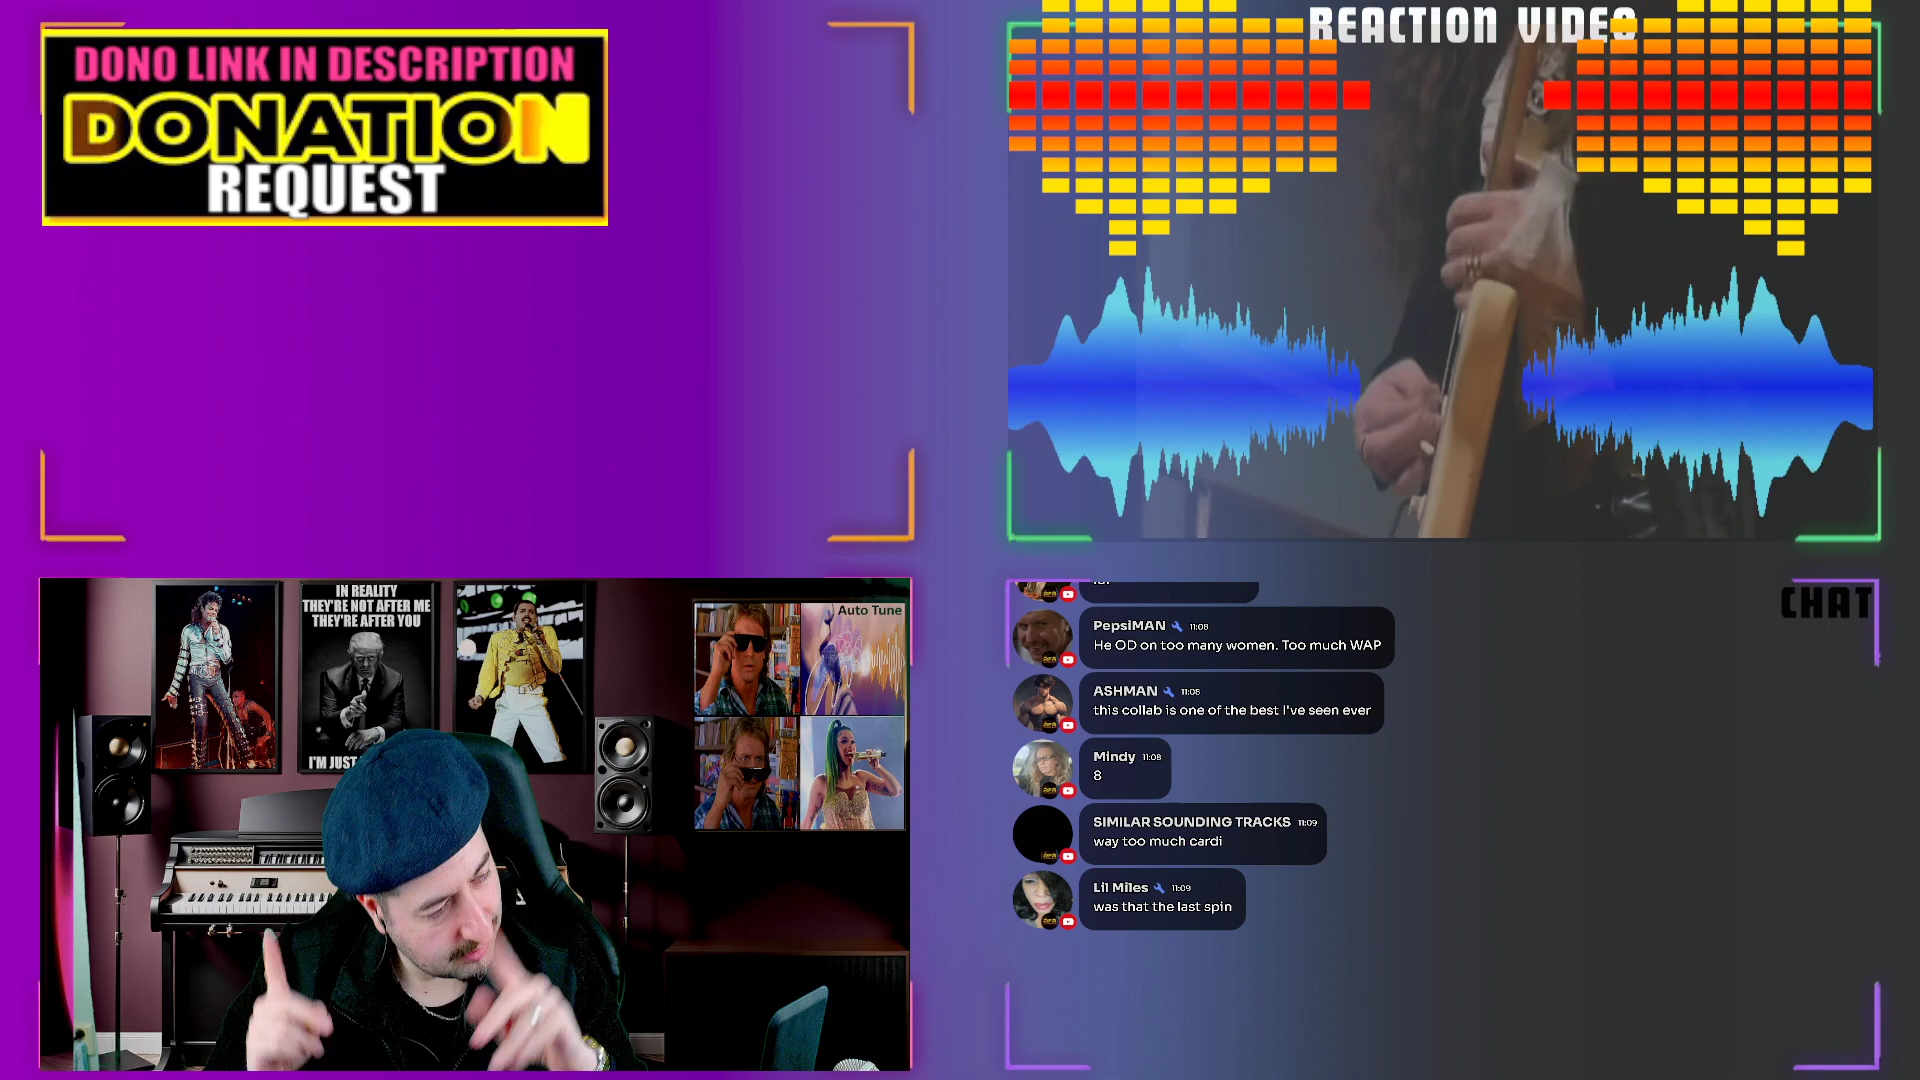 DONO LINK IN DESCRIPTION
DONATION
REQUEST
REACTION VIDEO
IN REALITY
THEY'RE NOT AFTER ME
THEY'RE AFTER YOU
I'M JUST
Auto Tune
CHAT
PepsiMAN 11:08
He OD on too many women. Too much WAP
ASHMAN 11:08
this collab is one of the best I've seen ever
Mindy 11:08
8
SIMILAR SOUNDING TRACKS 11:09
way too much cardi
Lil Miles 11:09
was that the last spin